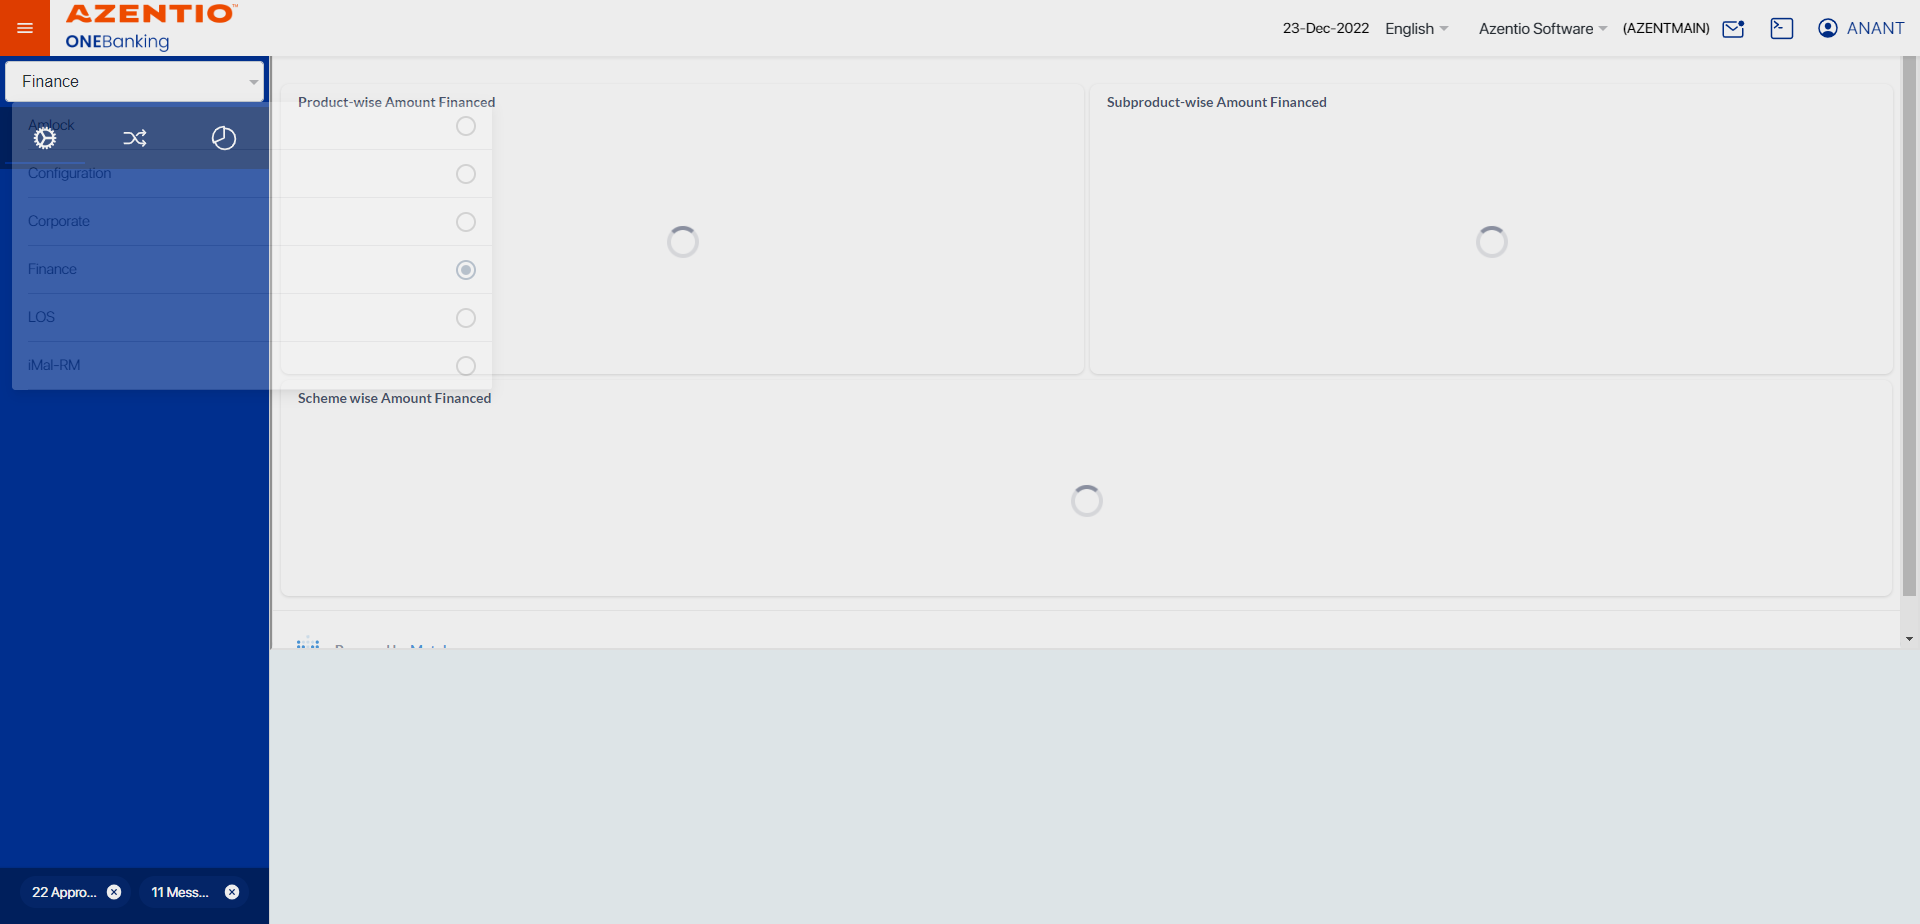 AZENTIO™
ONEBanking
23-Dec-2022
English
Azentio Software
(AZENTMAIN)
ANANT
Finance
Amlock
Configuration
Corporate
Finance
LOS
iMal-RM
Product-wise Amount Financed
Subproduct-wise Amount Financed
Scheme wise Amount Financed
22 Appro...
11 Mess...